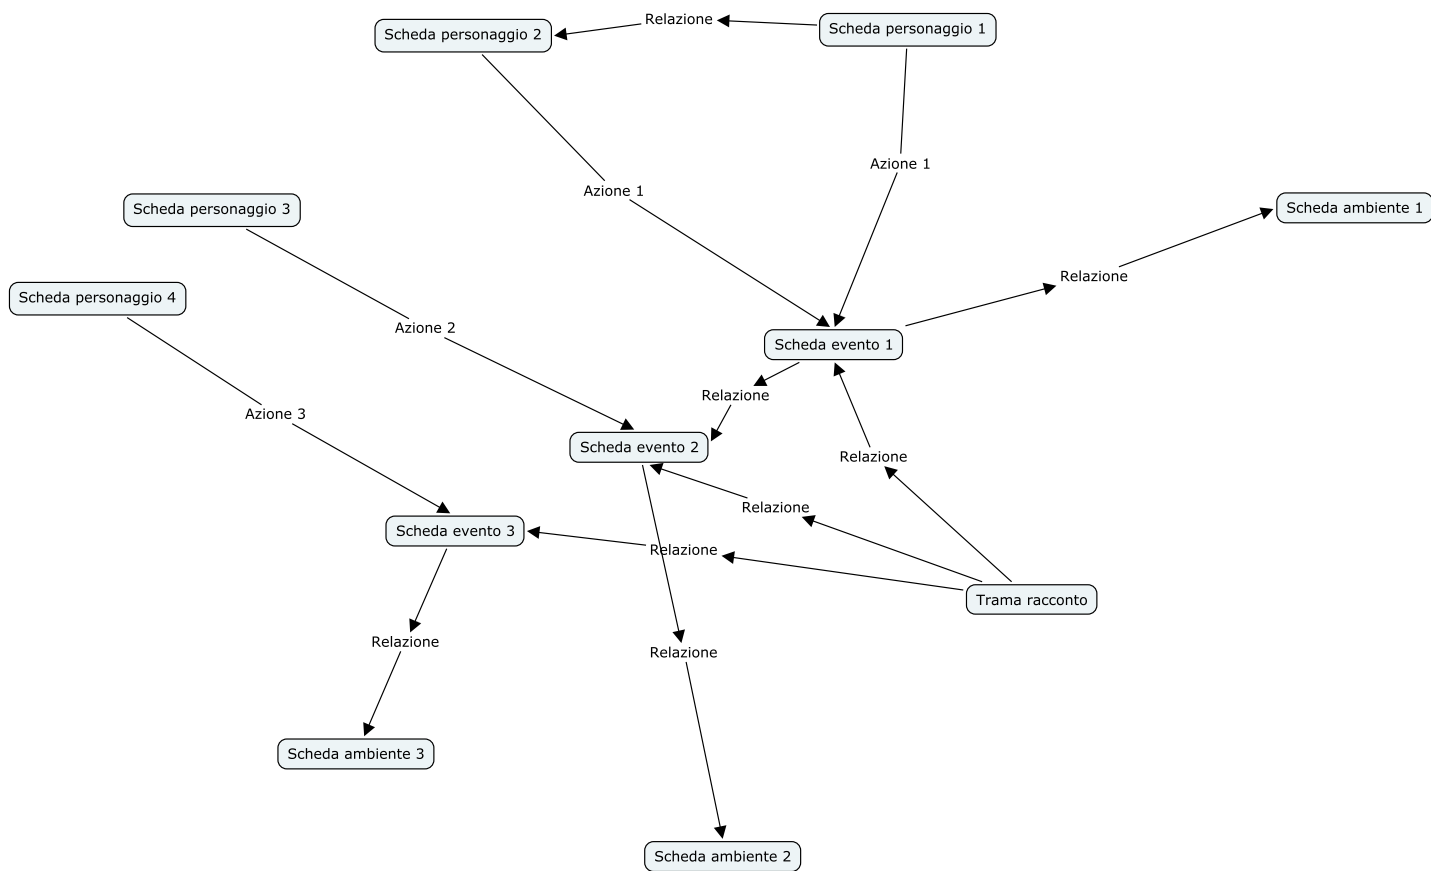 Relazione
Scheda personaggio 1
Scheda personaggio 2
Azione 1
Azione 1
Scheda personaggio 3
Scheda ambiente 1
Relazione
Scheda personaggio 4
Azione 2
Scheda evento 1
Relazione
Azione 3
Scheda evento 2
Relazione
Relazione
Scheda evento 3
Relazione
Trama racconto
Relazione
Relazione
Scheda ambiente 3
Scheda ambiente 2